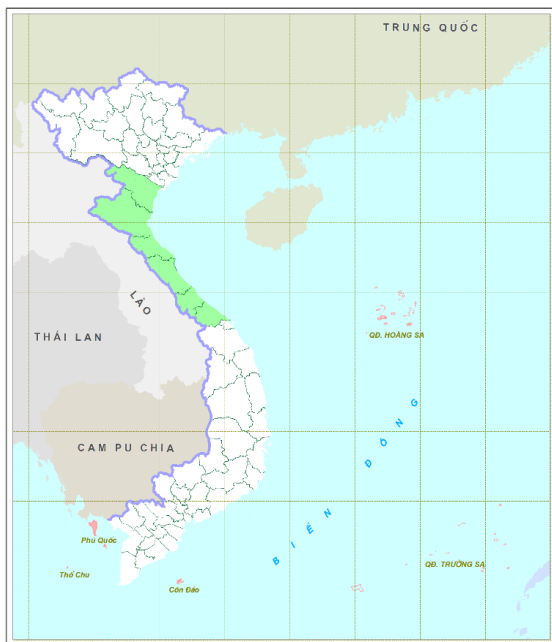 TRUNG QUỐC
LÀO
THÁI LAN
QĐ. HOÀNG SA
CAM PU CHIA
BIỂN ĐÔNG
Phú Quốc
Thổ Chu
Côn Đảo
QĐ. TRƯỜNG SA